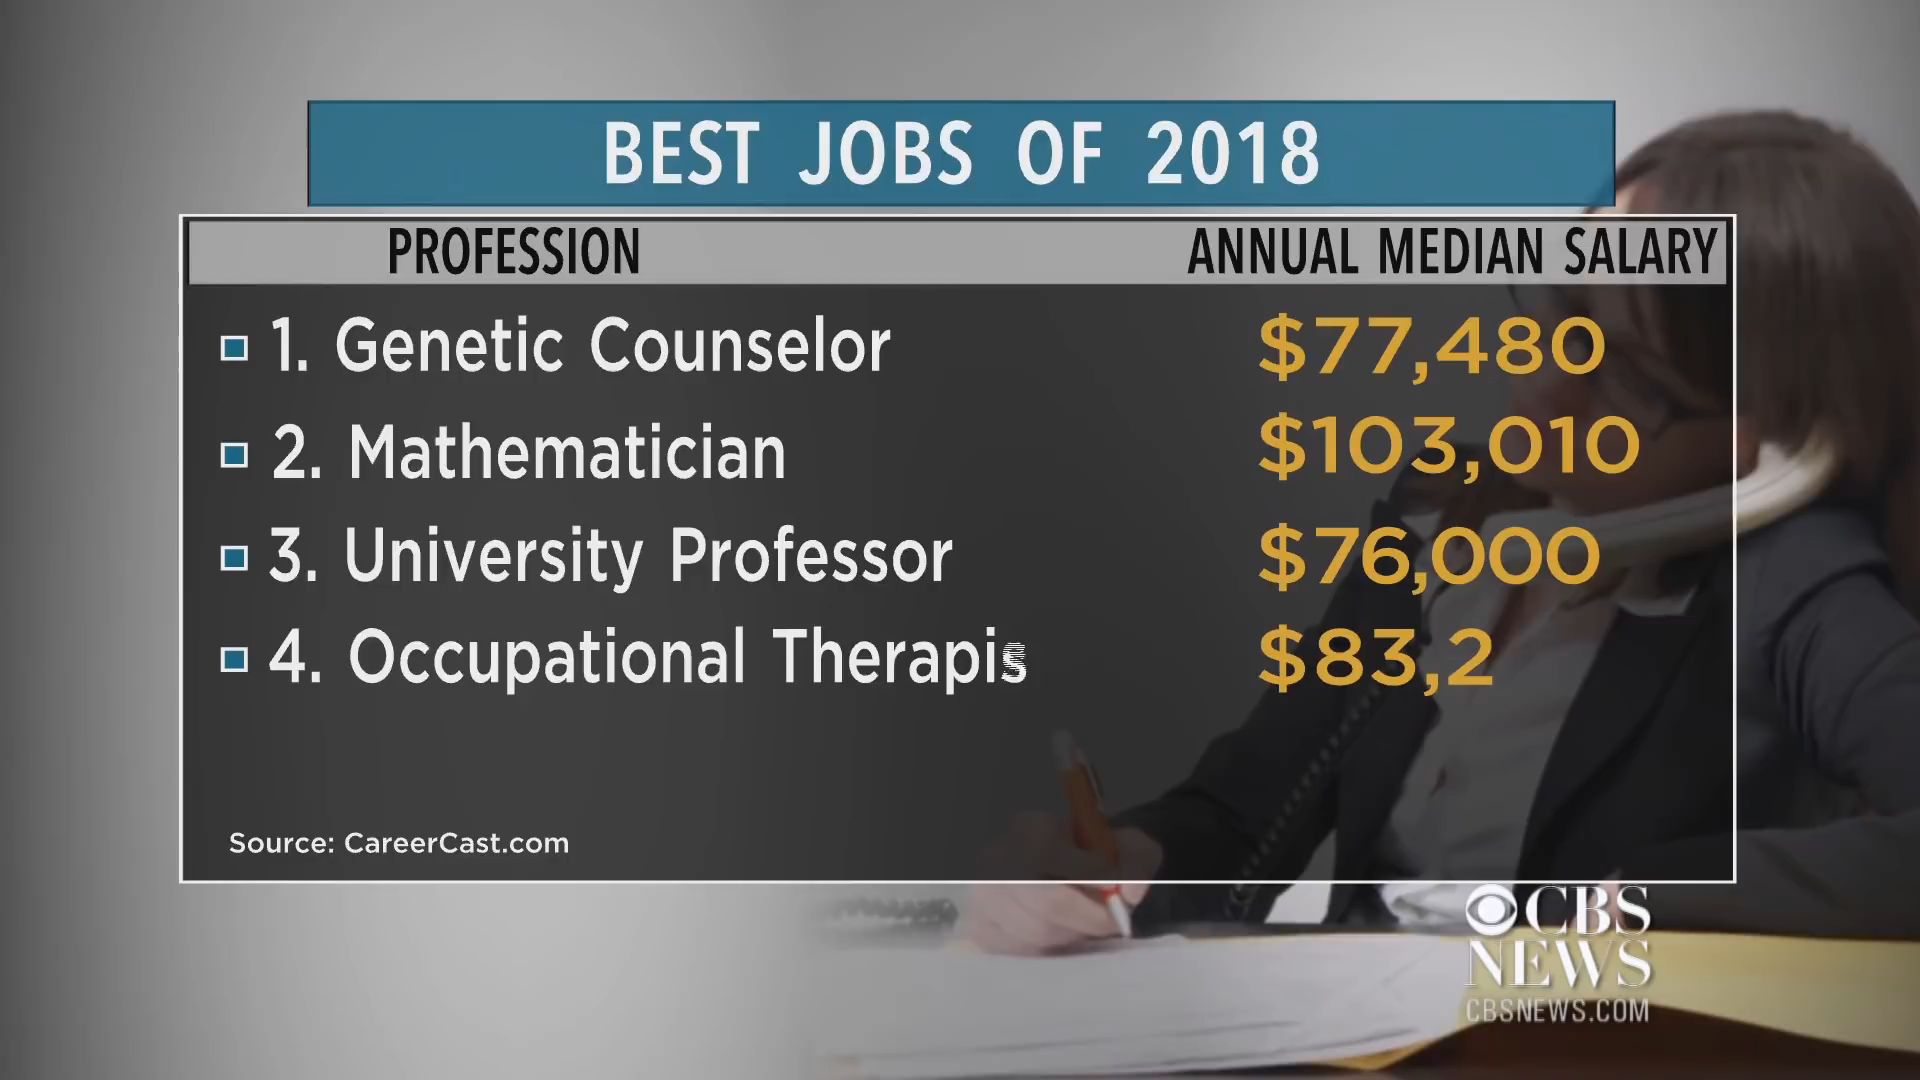 BEST JOBS OF 2018
PROFESSION ANNUAL MEDIAN SALARY
1. Genetic Counselor $77,480
2. Mathematician $103,010
3. University Professor $76,000
4. Occupational Therapis $83,2
Source: CareerCast.com
CBS
NEWS
CBSNEWS.COM